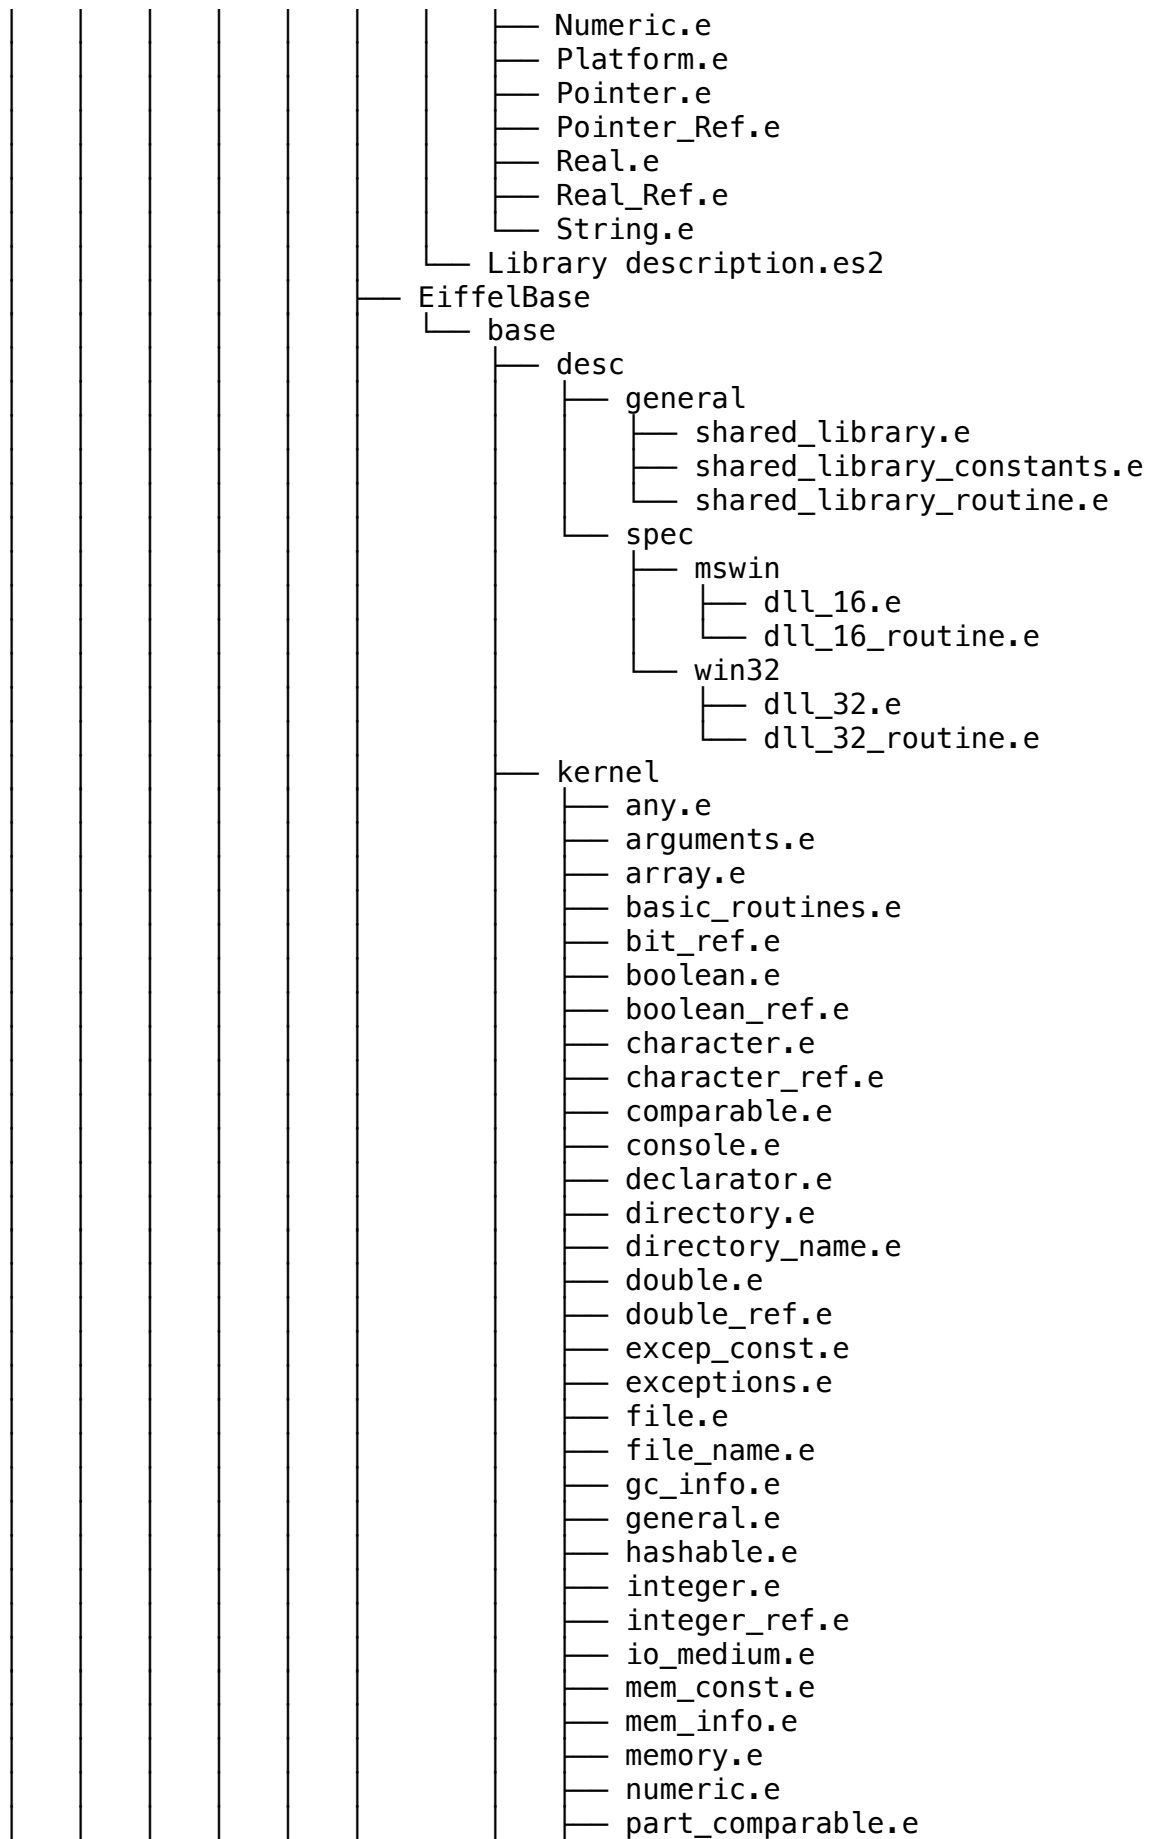 Numeric.e
Platform.e
Pointer.e
Pointer_Ref.e
Real.e
Real_Ref.e
String.e
Library description.es2
EiffelBase
base
desc
general
shared_library.e
shared_library_constants.e
shared_library_routine.e
spec
mswin
dll_16.e
dll_16_routine.e
win32
dll_32.e
dll_32_routine.e
kernel
any.e
arguments.e
array.e
basic_routines.e
bit_ref.e
boolean.e
boolean_ref.e
character.e
character_ref.e
comparable.e
console.e
declarator.e
directory.e
directory_name.e
double.e
double_ref.e
excep_const.e
exceptions.e
file.e
file_name.e
gc_info.e
general.e
hashable.e
integer.e
integer_ref.e
io_medium.e
mem_const.e
mem_info.e
memory.e
numeric.e
part_comparable.e